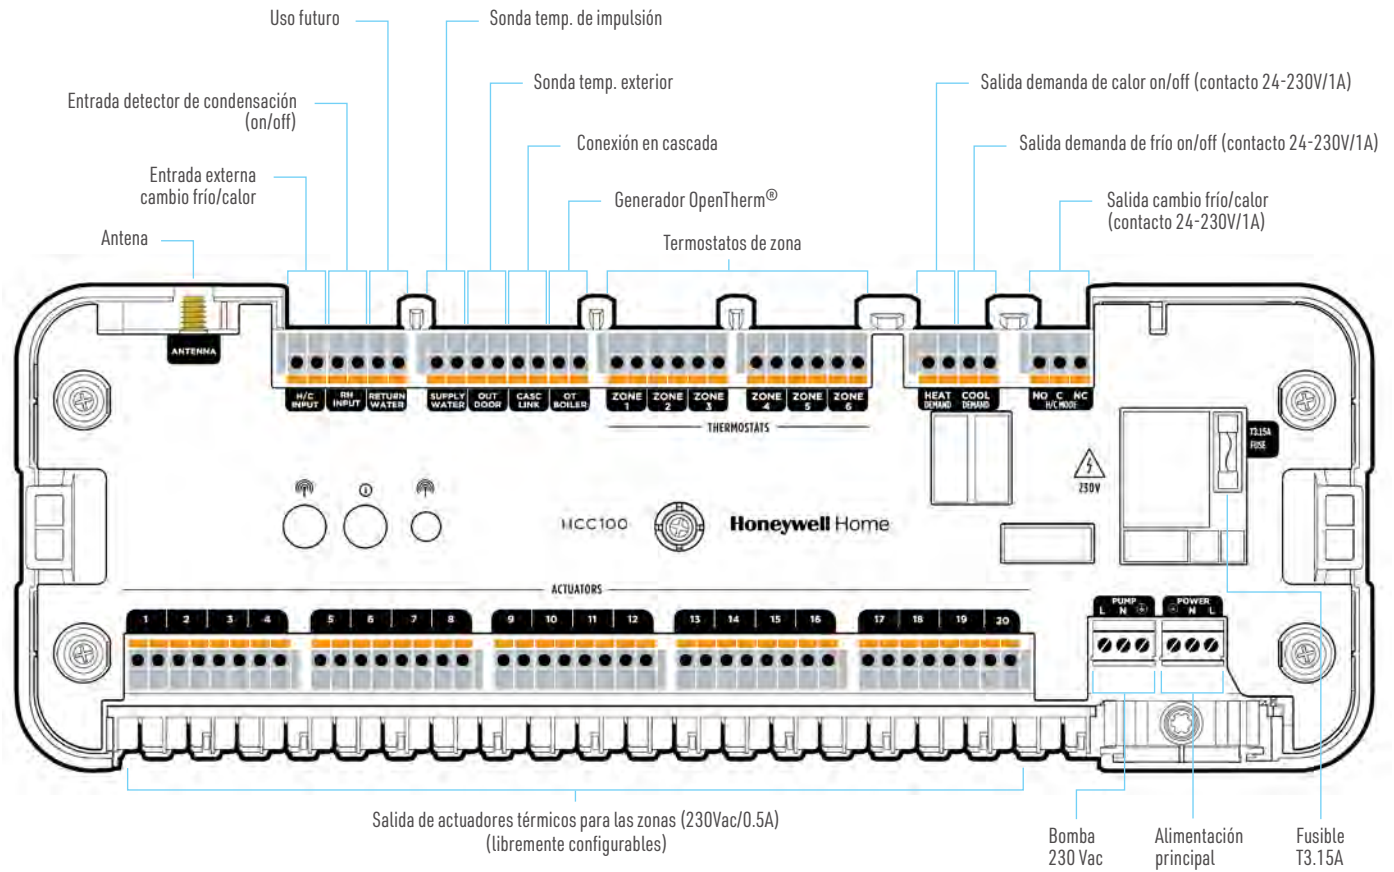 Uso futuro
Sonda temp. de impulsión
Sonda temp. exterior
Salida demanda de calor on/off (contacto 24-230V/1A)
Entrada detector de condensación
(on/off)
Conexión en cascada
Salida demanda de frío on/off (contacto 24-230V/1A)
Entrada externa
cambio frío/calor
Generador OpenTherm®
Salida cambio frío/calor
(contacto 24-230V/1A)
Antena
Termostatos de zona
ANTENNA
H/C
INPUT
RH
INPUT
RETURN
WATER
SUPPLY
WATER
OUT
DOOR
CASC
LINK
OT
BOILER
ZONE
1
ZONE
2
ZONE
3
ZONE
4
ZONE
5
ZONE
6
THERMOSTATS
HEAT
DEMAND
COOL
DEMAND
NO C NC
H/C MODE
T3.15A
FUSE
230V
HCC100
Honeywell Home
ACTUATORS
1 2 3 4 5 6 7 8 9 10 11 12 13 14 15 16 17 18 19 20
PUMP
L N
POWER
N L
Salida de actuadores térmicos para las zonas (230Vac/0.5A)
(libremente configurables)
Bomba
230 Vac
Alimentación
principal
Fusible
T3.15A